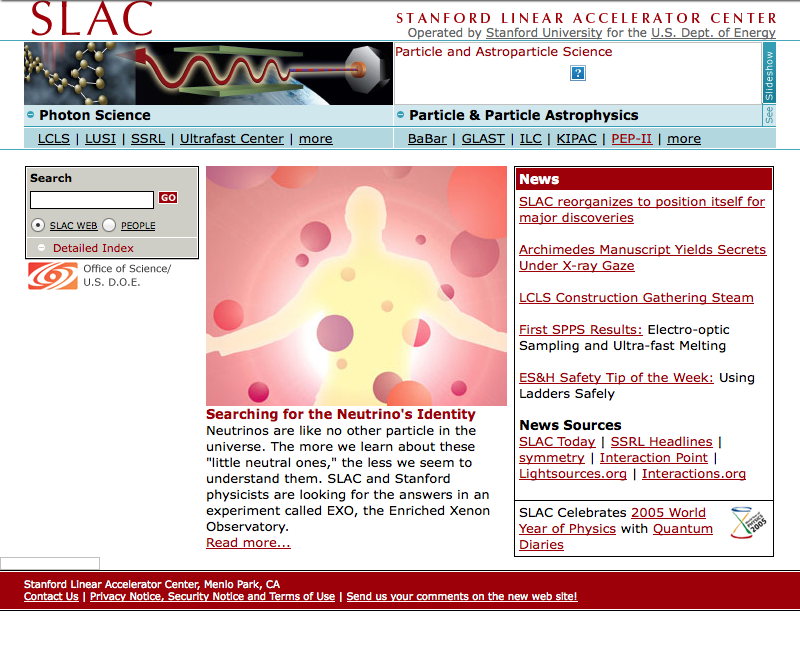 SLAC
STANFORD LINEAR ACCELERATOR CENTER
Operated by Stanford University for the U.S. Dept. of Energy
Particle and Astroparticle Science
?
See Slideshow
Photon Science
Particle & Particle Astrophysics
LCLS | LUSI | SSRL | Ultrafast Center | more
BaBar | GLAST | ILC | KIPAC | PEP-II | more
Search
GO
SLAC WEB PEOPLE
Detailed Index
Office of Science/
U.S. D.O.E.
Searching for the Neutrino's Identity
Neutrinos are like no other particle in the
universe. The more we learn about these
"little neutral ones," the less we seem to
understand them. SLAC and Stanford
physicists are looking for the answers in an
experiment called EXO, the Enriched Xenon
Observatory.
Read more...
News
SLAC reorganizes to position itself for
major discoveries
Archimedes Manuscript Yields Secrets
Under X-ray Gaze
LCLS Construction Gathering Steam
First SPPS Results: Electro-optic
Sampling and Ultra-fast Melting
ES&H Safety Tip of the Week: Using
Ladders Safely
News Sources
SLAC Today | SSRL Headlines |
symmetry | Interaction Point |
Lightsources.org | Interactions.org
SLAC Celebrates 2005 World
Year of Physics with Quantum
Diaries
2005
Stanford Linear Accelerator Center, Menlo Park, CA
Contact Us | Privacy Notice, Security Notice and Terms of Use | Send us your comments on the new web site!